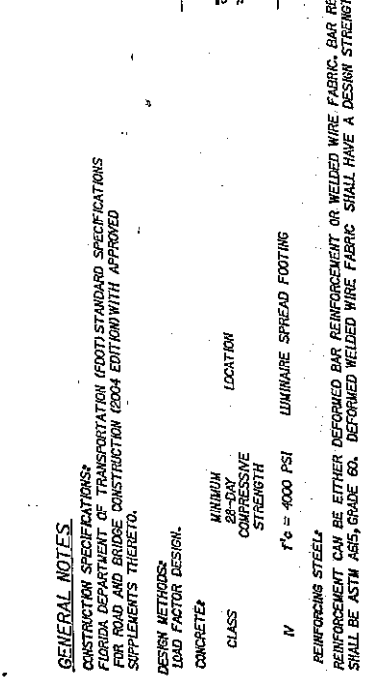 GENERAL NOTES
CONSTRUCTION SPECIFICATIONS:
FLORIDA DEPARTMENT OF TRANSPORTATION (FDOT) STANDARD SPECIFICATIONS
FOR ROAD AND BRIDGE CONSTRUCTION (2004 EDITION) WITH APPROVED
SUPPLEMENTS THERETO.
DESIGN METHODS:
LOAD FACTOR DESIGN.
CONCRETE:
CLASS MINIMUM 28-DAY COMPRESSIVE STRENGTH LOCATION
IV f'c = 4000 PSI LUMINAIRE SPREAD FOOTING
REINFORCING STEEL:
REINFORCEMENT CAN BE EITHER DEFORMED BAR REINFORCEMENT OR WELDED WIRE FABRIC. BAR RE
SHALL BE ASTM A615, GRADE 60. DEFORMED WELDED WIRE FABRIC SHALL HAVE A DESIGN STRENGT